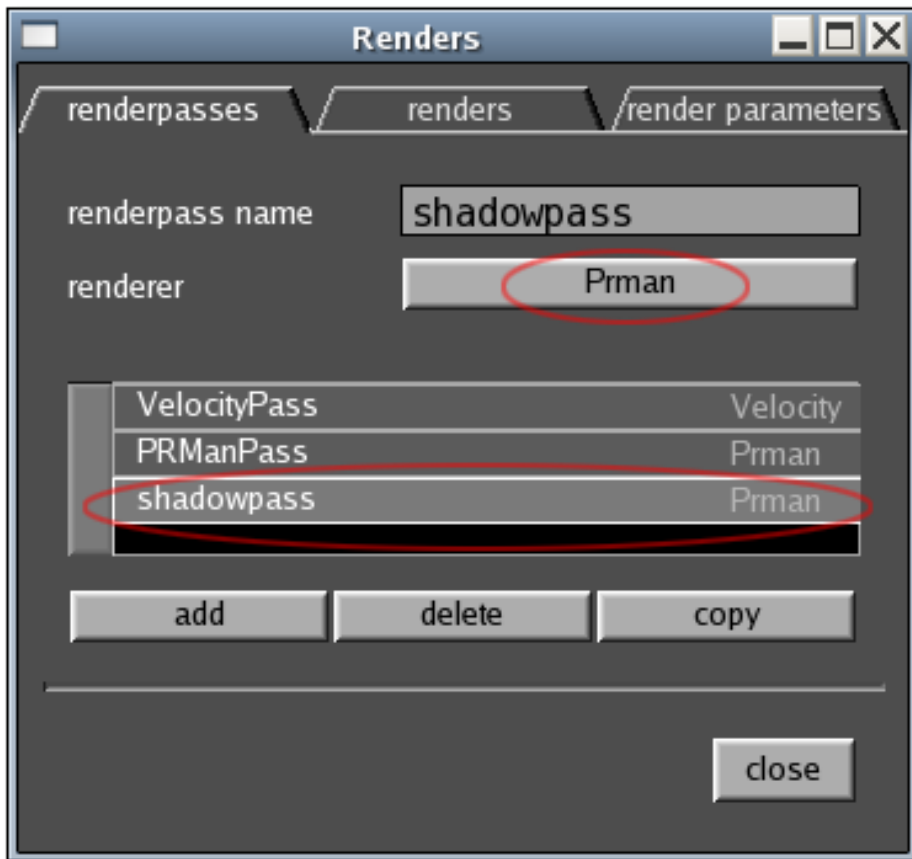 Renders
renderpasses renders render parameters
renderpass name shadowpass
renderer Prman
VelocityPass Velocity
PRManPass Prman
shadowpass Prman
add delete copy
close